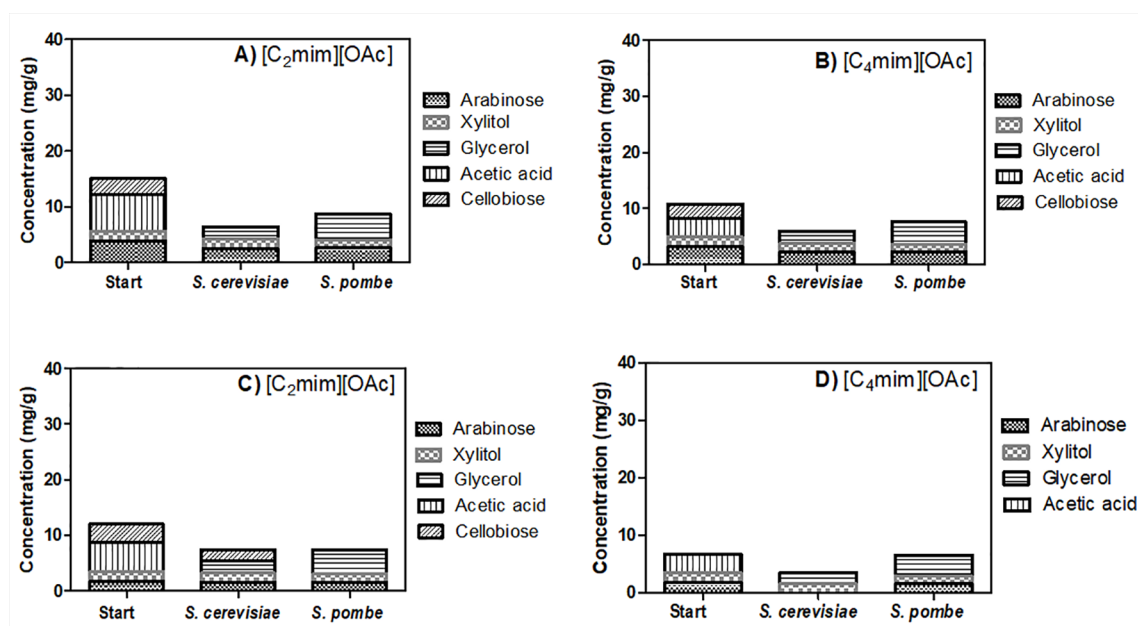 A) [C₂mim][OAc]
Concentration (mg/g)
40
30
20
10
0
Start
S. cerevisiae
S. pombe
Arabinose
Xylitol
Glycerol
Acetic acid
Cellobiose
B) [C₄mim][OAc]
Concentration (mg/g)
40
30
20
10
0
Start
S. cerevisiae
S. pombe
Arabinose
Xylitol
Glycerol
Acetic acid
Cellobiose
C) [C₂mim][OAc]
Concentration (mg/g)
40
30
20
10
0
Start
S. cerevisiae
S. pombe
Arabinose
Xylitol
Glycerol
Acetic acid
Cellobiose
D) [C₄mim][OAc]
Concentration (mg/g)
40
30
20
10
0
Start
S. cerevisiae
S. pombe
Arabinose
Xylitol
Glycerol
Acetic acid